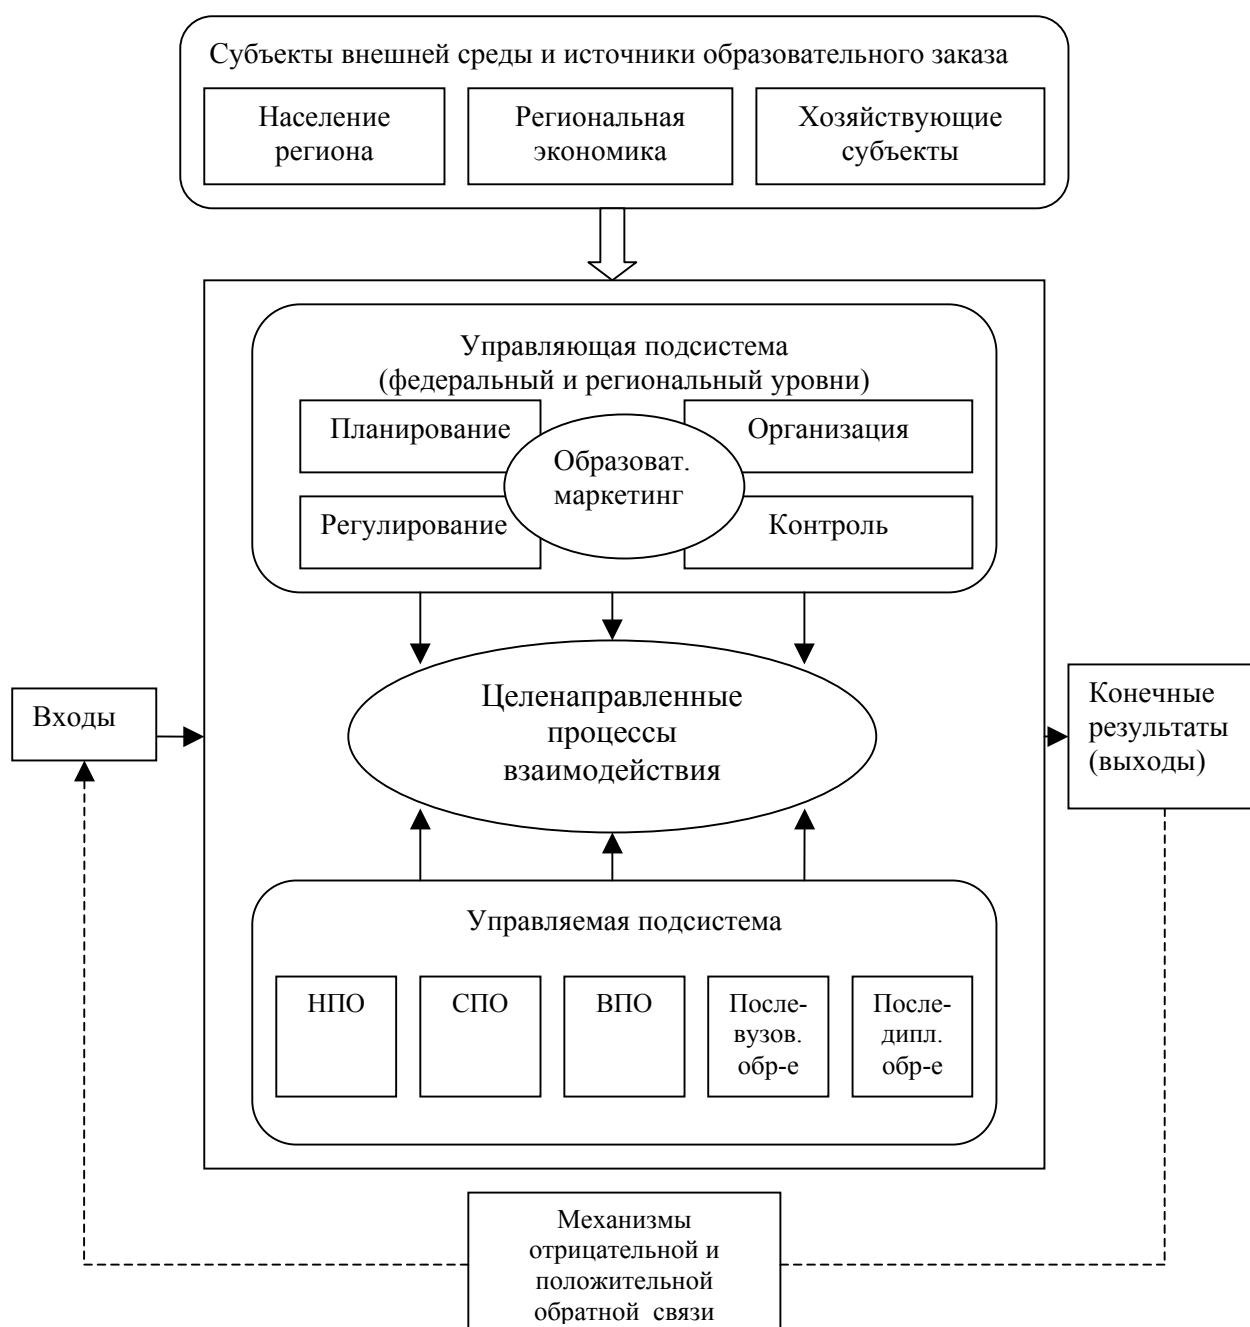 Субъекты внешней среды и источники образовательного заказа
Население
региона
Региональная
экономика
Хозяйствующие
субъекты
Управляющая подсистема
(федеральный и региональный уровни)
Планирование
Организация
Образоват.
маркетинг
Регулирование
Контроль
Целенаправленные
процессы
взаимодействия
Входы
Конечные
результаты
(выходы)
Управляемая подсистема
НПО
СПО
ВПО
После-
вузов.
обр-е
После-
дипл.
обр-е
Механизмы
отрицательной и
положительной
обратной связи